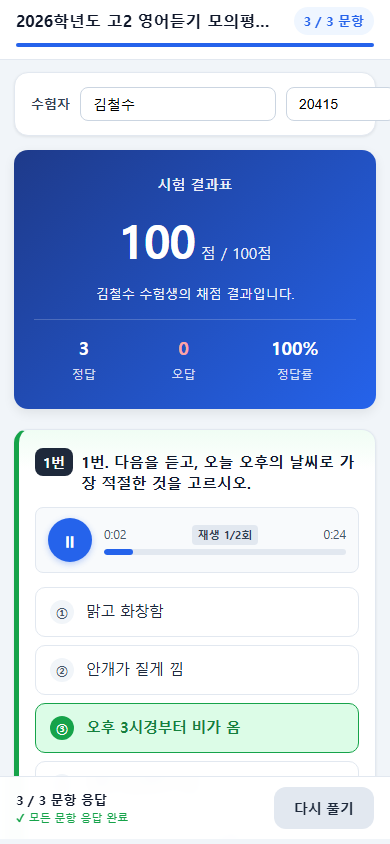 2026학년도 고2 영어듣기 모의평...
3 / 3 문항
수험자
김철수
20415
시험 결과표
100 점 / 100점
김철수 수험생의 채점 결과입니다.
3
0
100%
정답
오답
정답률
1번
1번. 다음을 듣고, 오늘 오후의 날씨로 가
장 적절한 것을 고르시오.
0:02
재생 1/2회
0:24
① 맑고 화창함
② 안개가 짙게 낌
③ 오후 3시경부터 비가 옴
3 / 3 문항 응답
✓ 모든 문항 응답 완료
다시 풀기